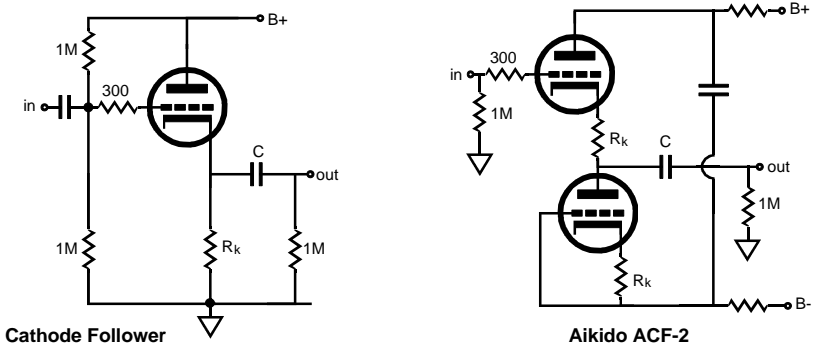 B+
1M
300
in
C
out
1M
Rk
1M
Cathode Follower
B+
300
in
1M
Rk
C
out
1M
Rk
B-
Aikido ACF-2